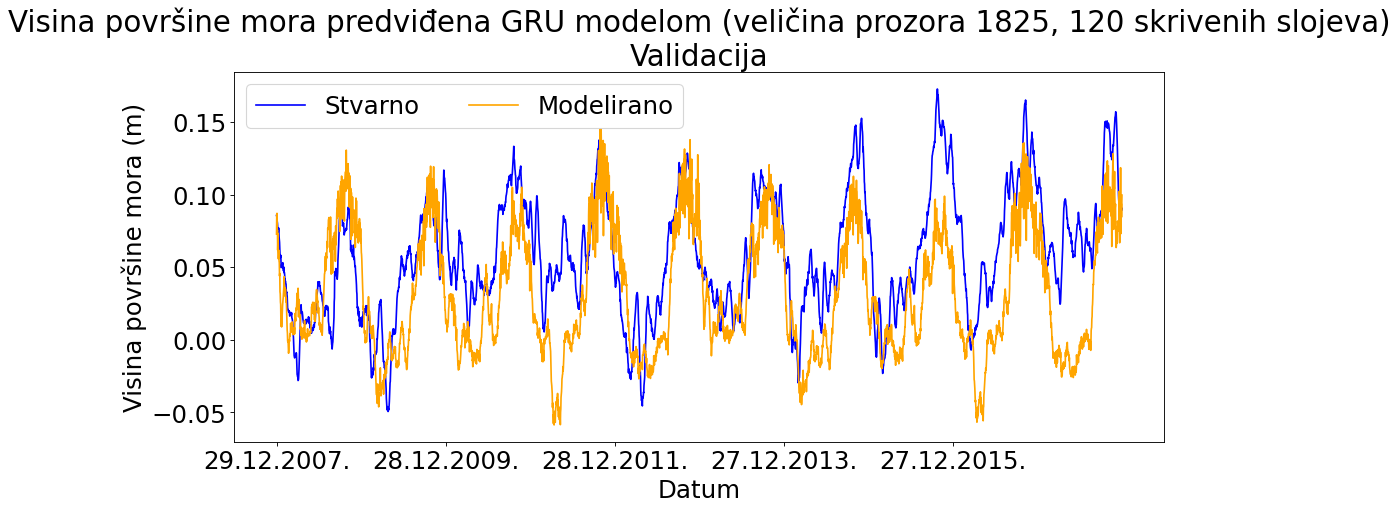 Visina površine mora predviđena GRU modelom (veličina prozora 1825, 120 skrivenih slojeva)
Validacija
Stvarno
Modelirano
Visina površine mora (m)
0.15
0.10
0.05
0.00
−0.05
29.12.2007.
28.12.2009.
28.12.2011.
27.12.2013.
27.12.2015.
Datum